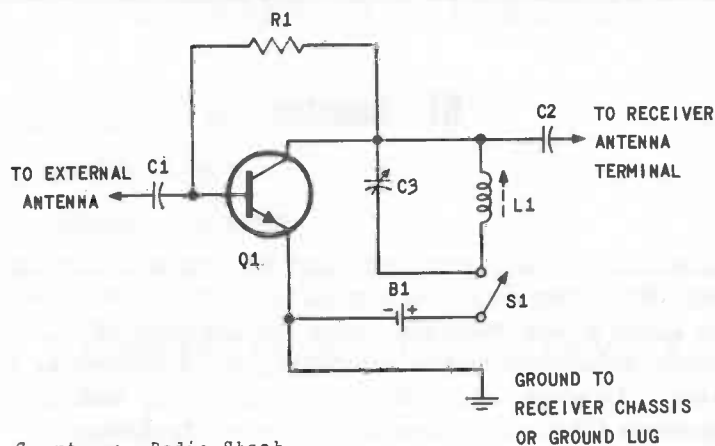 R1
C2
TO RECEIVER
ANTENNA
TERMINAL
TO EXTERNAL
ANTENNA
C1
C3
L1
Q1
B1
- +
S1
GROUND TO
RECEIVER CHASSIS
OR GROUND LUG